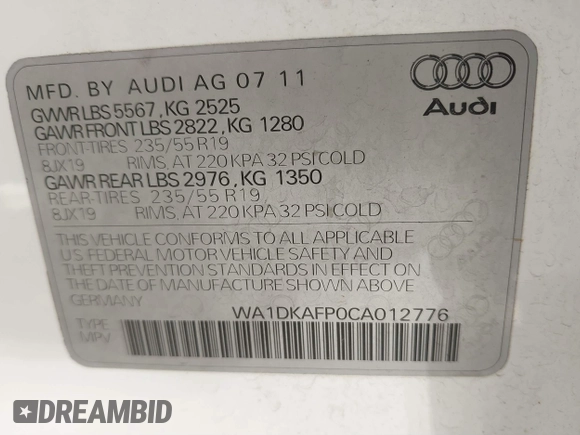 MFD. BY AUDI AG 07 11
GVWR LBS 5567, KG 2525
GAWR FRONT LBS 2822, KG 1280
FRONT-TIRES 235/55 R19
8JX19 RIMS, AT 220 KPA 32 PSI COLD
GAWR REAR LBS 2976, KG 1350
REAR-TIRES 235/55 R19
8JX19 RIMS, AT 220 KPA 32 PSI COLD
Audi
THIS VEHICLE CONFORMS TO ALL APPLICABLE
US FEDERAL MOTOR VEHICLE SAFETY AND
THEFT PREVENTION STANDARDS IN EFFECT ON
THE DATE OF MANUFACTURE SHOWN ABOVE
GERMANY
WA1DKAFP0CA012776
TYPE
MPV
DREAMBID